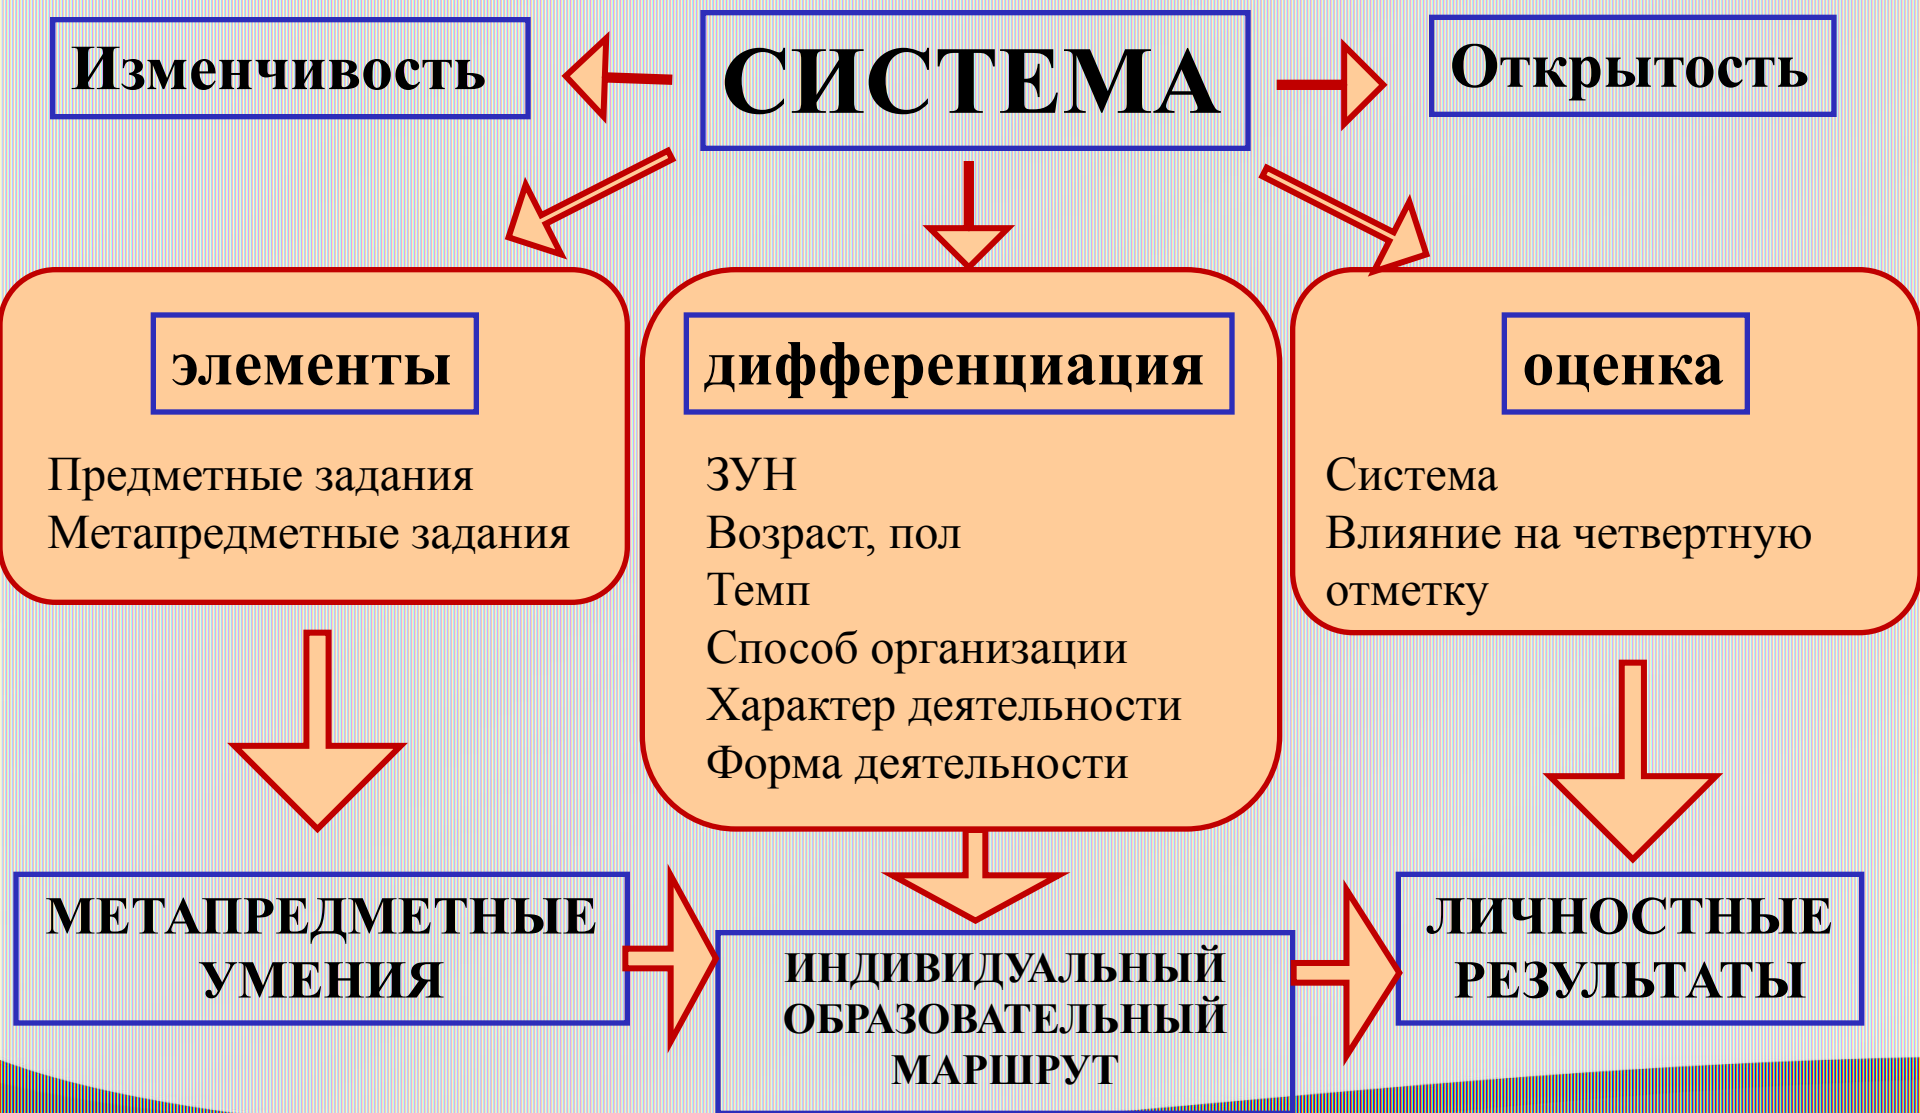 Изменчивость
СИСТЕМА
Открытость
элементы
Предметные задания
Метапредметные задания
дифференциация
ЗУН
Возраст, пол
Темп
Способ организации
Характер деятельности
Форма деятельности
оценка
Система
Влияние на четвертную
отметку
МЕТАПРЕДМЕТНЫЕ
УМЕНИЯ
ИНДИВИДУАЛЬНЫЙ
ОБРАЗОВАТЕЛЬНЫЙ
МАРШРУТ
ЛИЧНОСТНЫЕ
РЕЗУЛЬТАТЫ